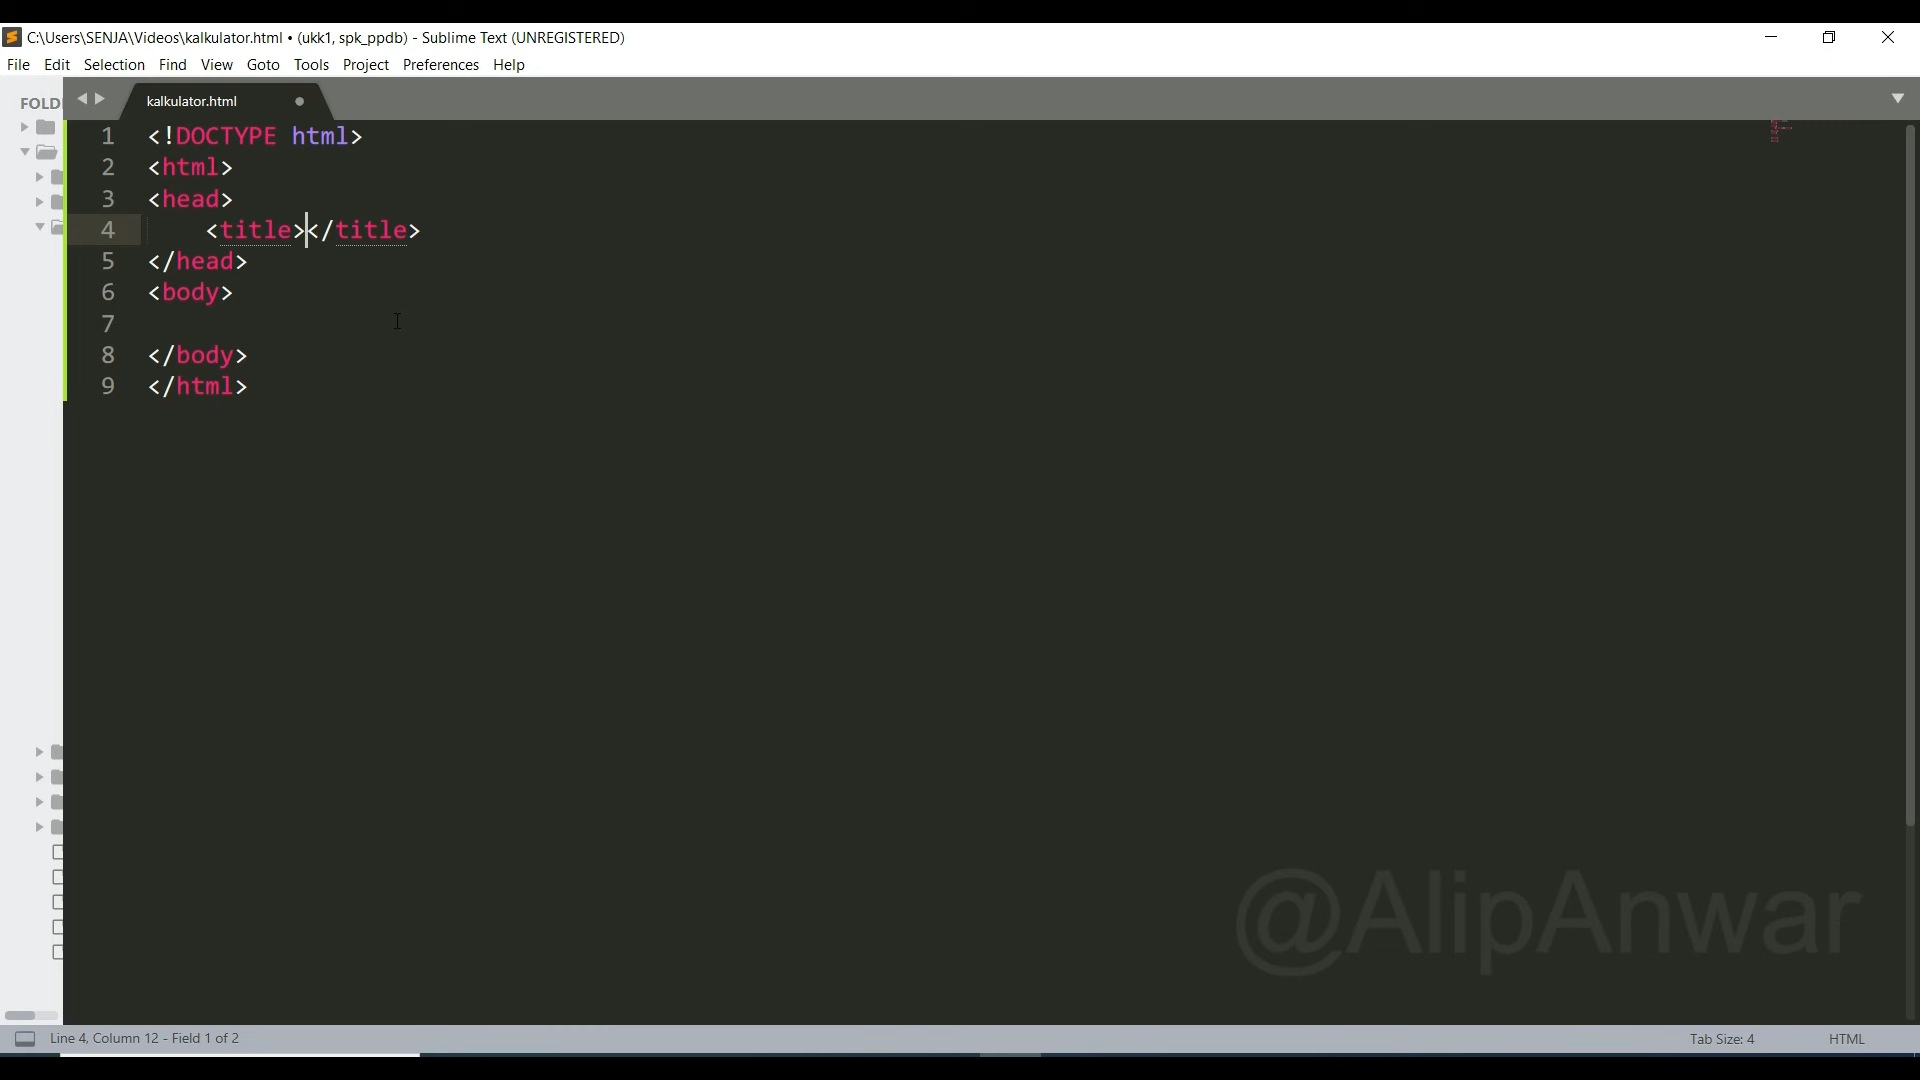 C:\Users\SENJA\Videos\kalkulator.html • (ukk1, spk_ppdb) - Sublime Text (UNREGISTERED)
File Edit Selection Find View Goto Tools Project Preferences Help
FOLD
kalkulator.html
1 <!DOCTYPE html>
2 <html>
3 <head>
4 <title></title>
5 </head>
6 <body>
7
8 </body>
9 </html>
@AlipAnwar
Line 4, Column 12 - Field 1 of 2
Tab Size: 4
HTML